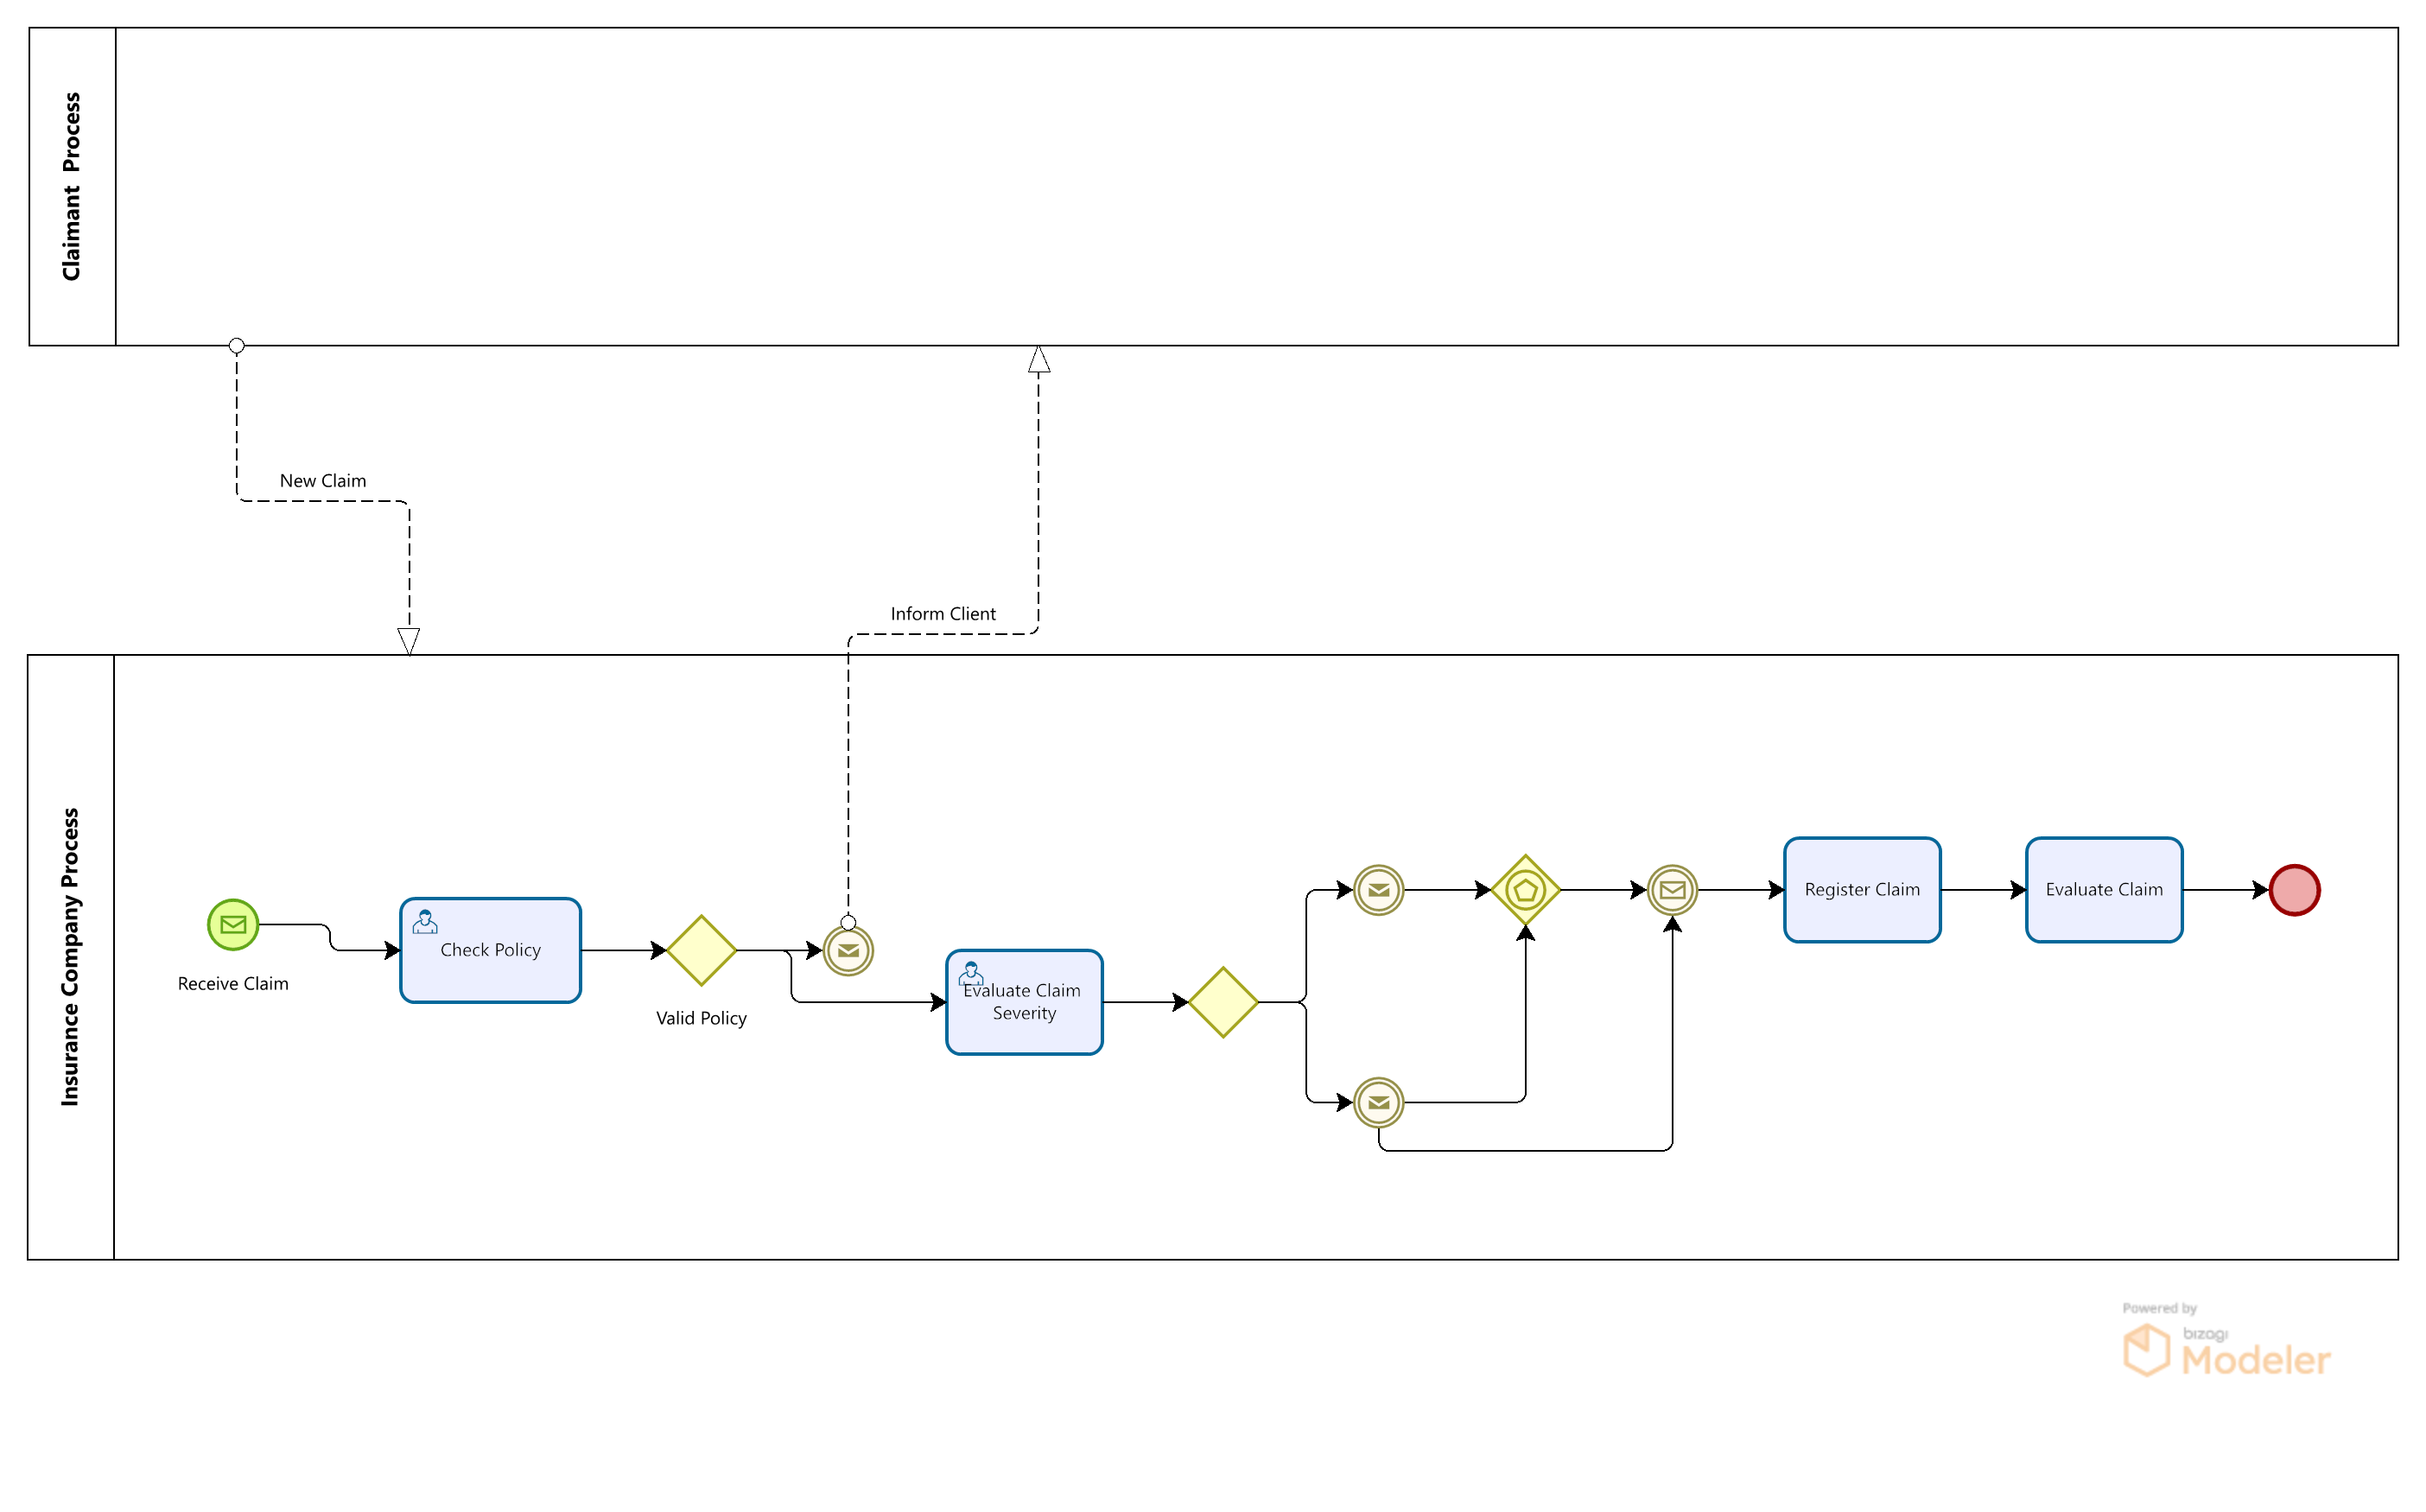 Claimant Process
New Claim
Inform Client
Insurance Company Process
Receive Claim
Check Policy
Valid Policy
Evaluate Claim
Severity
Register Claim
Evaluate Claim
Powered by
bizagi
Modeler